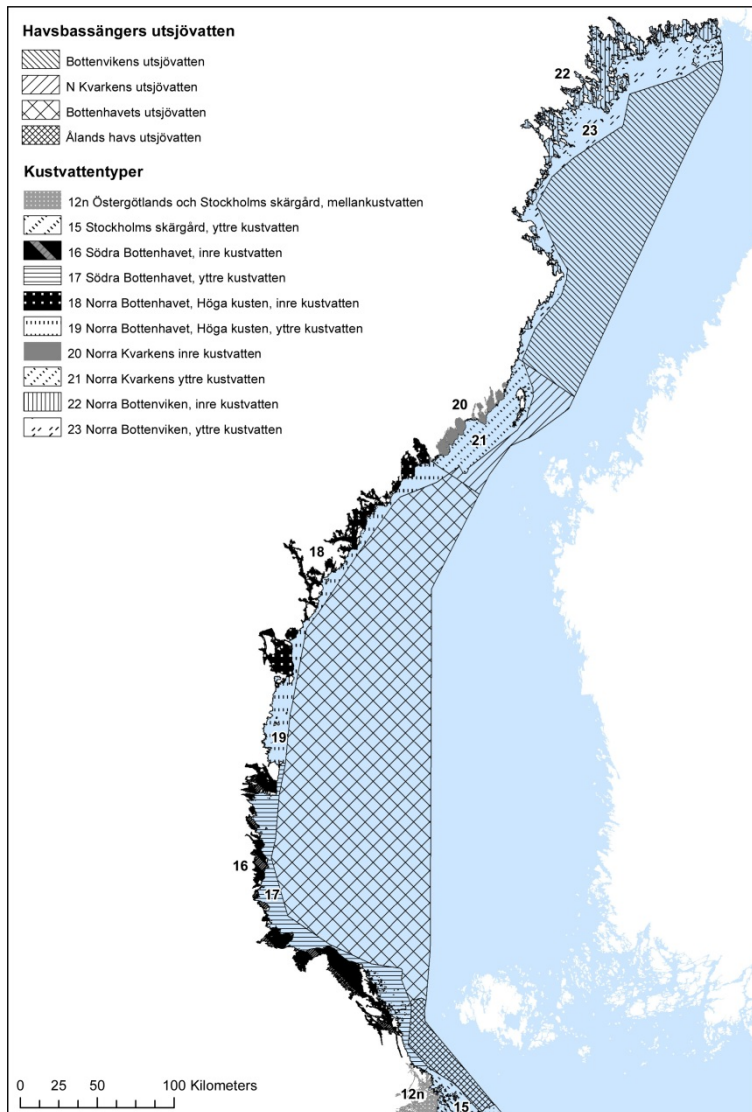 Havsbassängers utsjövatten
Bottenvikens utsjövatten
N Kvarkens utsjövatten
Bottenhavets utsjövatten
Ålands havs utsjövatten
Kustvattentyper
12n Östergötlands och Stockholms skärgård, mellankustvatten
15 Stockholms skärgård, yttre kustvatten
16 Södra Bottenhavet, inre kustvatten
17 Södra Bottenhavet, yttre kustvatten
18 Norra Bottenhavet, Höga kusten, inre kustvatten
19 Norra Bottenhavet, Höga kusten, yttre kustvatten
20 Norra Kvarkens inre kustvatten
21 Norra Kvarkens yttre kustvatten
22 Norra Bottenviken, inre kustvatten
23 Norra Bottenviken, yttre kustvatten
22
23
20
21
18
19
16
17
12n
15
0 25 50 100 Kilometers